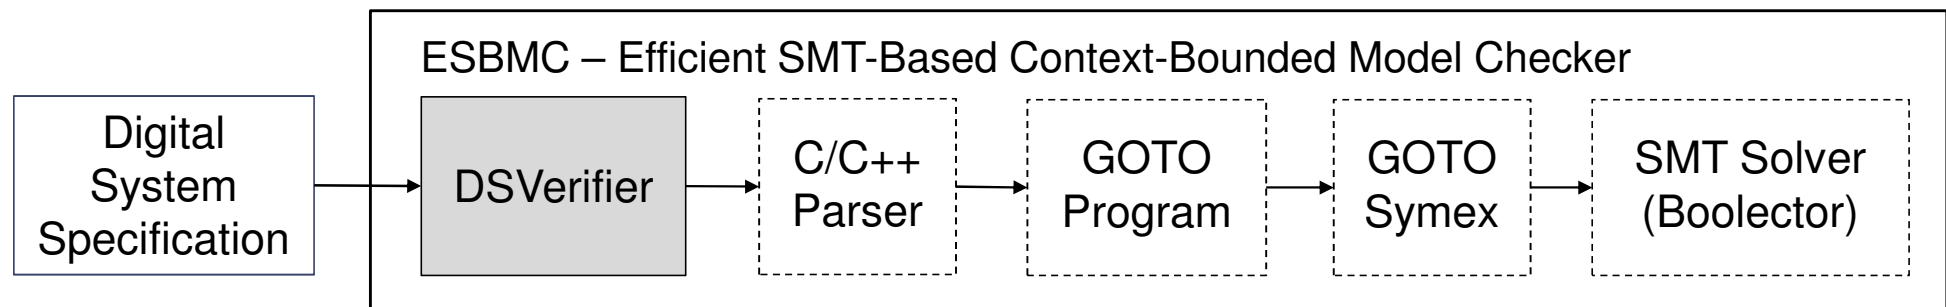 ESBMC – Efficient SMT-Based Context-Bounded Model Checker
Digital
System
Specification
DSVerifier
C/C++
Parser
GOTO
Program
GOTO
Symex
SMT Solver
(Boolector)